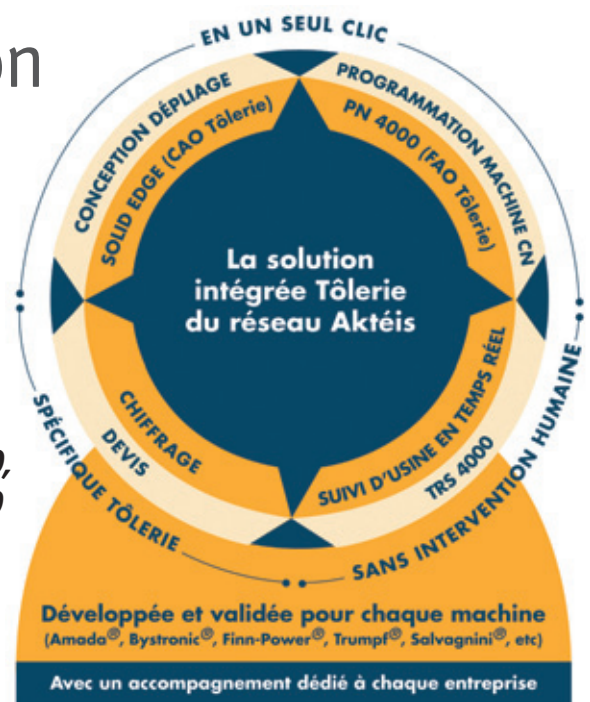 on
EN UN SEUL CLIC
CONCEPTION DÉPLIAGE
SOLID EDGE (CAO Tôlerie)
PROGRAMMATION MACHINE CN
PN 4000 (FAO Tôlerie)
La solution
intégrée Tôlerie
du réseau Aktéis
CHIFFRAGE
DEVIS
SUIVI D'USINE EN TEMPS RÉEL
TRS 4000
SPÉCIFIQUE TÔLERIE
SANS INTERVENTION HUMAINE
Développée et validée pour chaque machine
(Amada®, Bystronic®, Finn-Power®, Trumpf®, Salvagnini®, etc)
Avec un accompagnement dédié à chaque entreprise